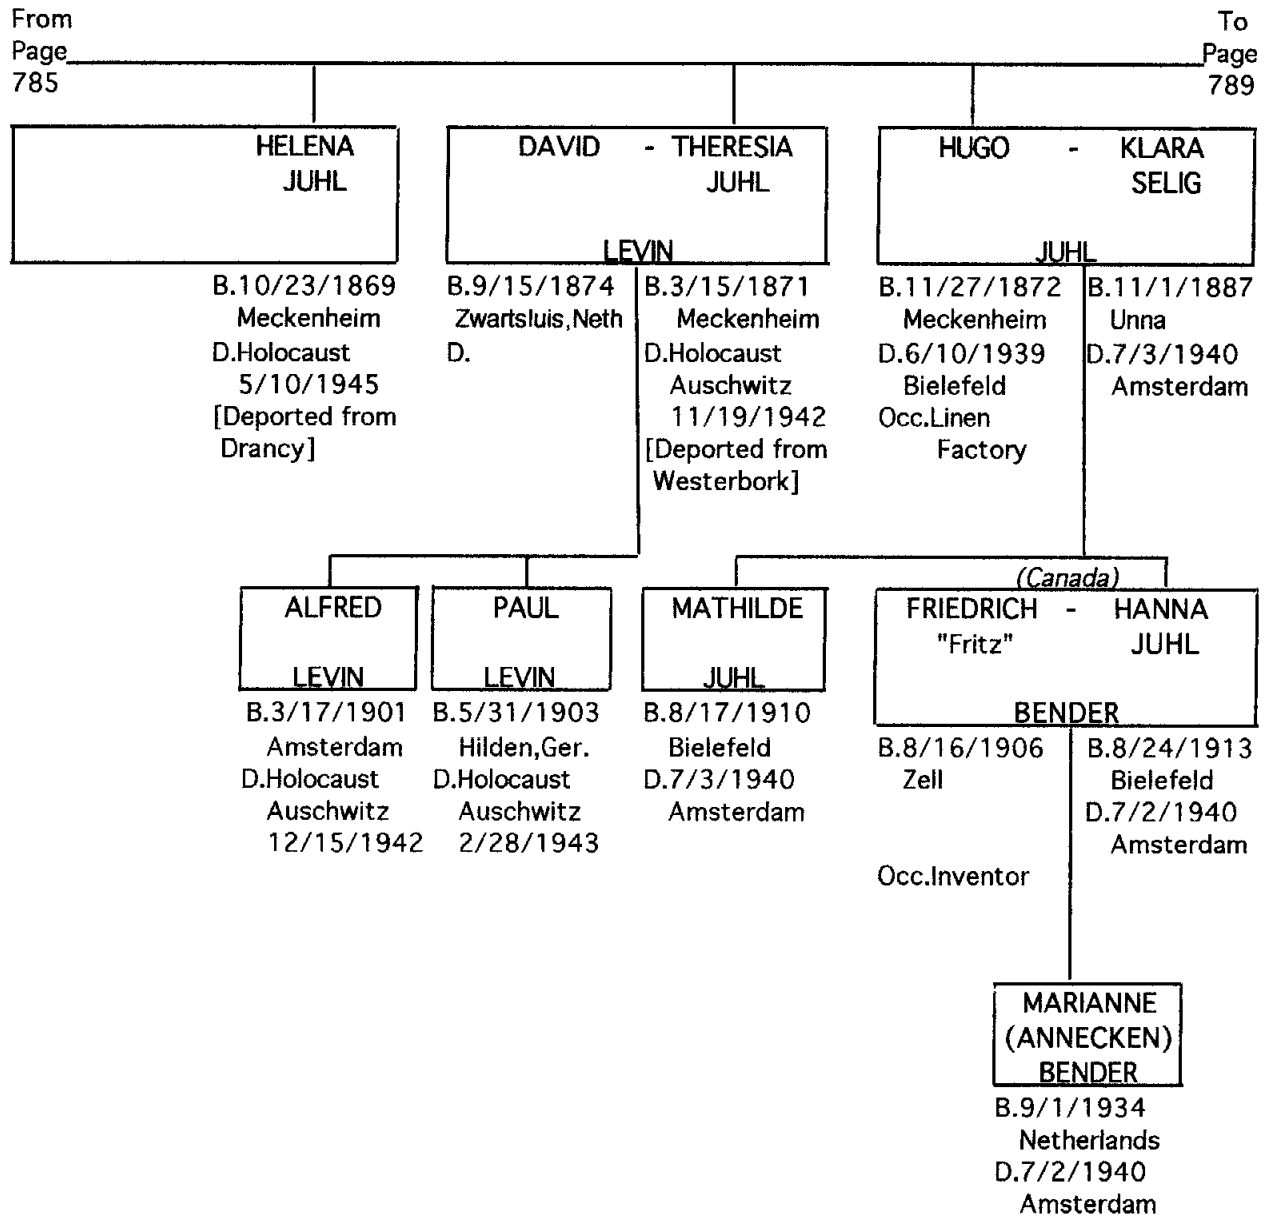 From
Page
785
To
Page
789
HELENA
JUHL
B.10/23/1869
Meckenheim
D.Holocaust
5/10/1945
[Deported from
Drancy]
DAVID - THERESIA
JUHL
LEVIN
B.9/15/1874
Zwartsluis,Neth
D.
B.3/15/1871
Meckenheim
D.Holocaust
Auschwitz
11/19/1942
[Deported from
Westerbork]
HUGO - KLARA
SELIG
JUHL
B.11/27/1872
Meckenheim
D.6/10/1939
Bielefeld
Occ.Linen
Factory
B.11/1/1887
Unna
D.7/3/1940
Amsterdam
ALFRED
LEVIN
B.3/17/1901
Amsterdam
D.Holocaust
Auschwitz
12/15/1942
PAUL
LEVIN
B.5/31/1903
Hilden,Ger.
D.Holocaust
Auschwitz
2/28/1943
MATHILDE
JUHL
B.8/17/1910
Bielefeld
D.7/3/1940
Amsterdam
(Canada)
FRIEDRICH - HANNA
"Fritz" JUHL
BENDER
B.8/16/1906
Zell
Occ.Inventor
B.8/24/1913
Bielefeld
D.7/2/1940
Amsterdam
MARIANNE
(ANNECKEN)
BENDER
B.9/1/1934
Netherlands
D.7/2/1940
Amsterdam